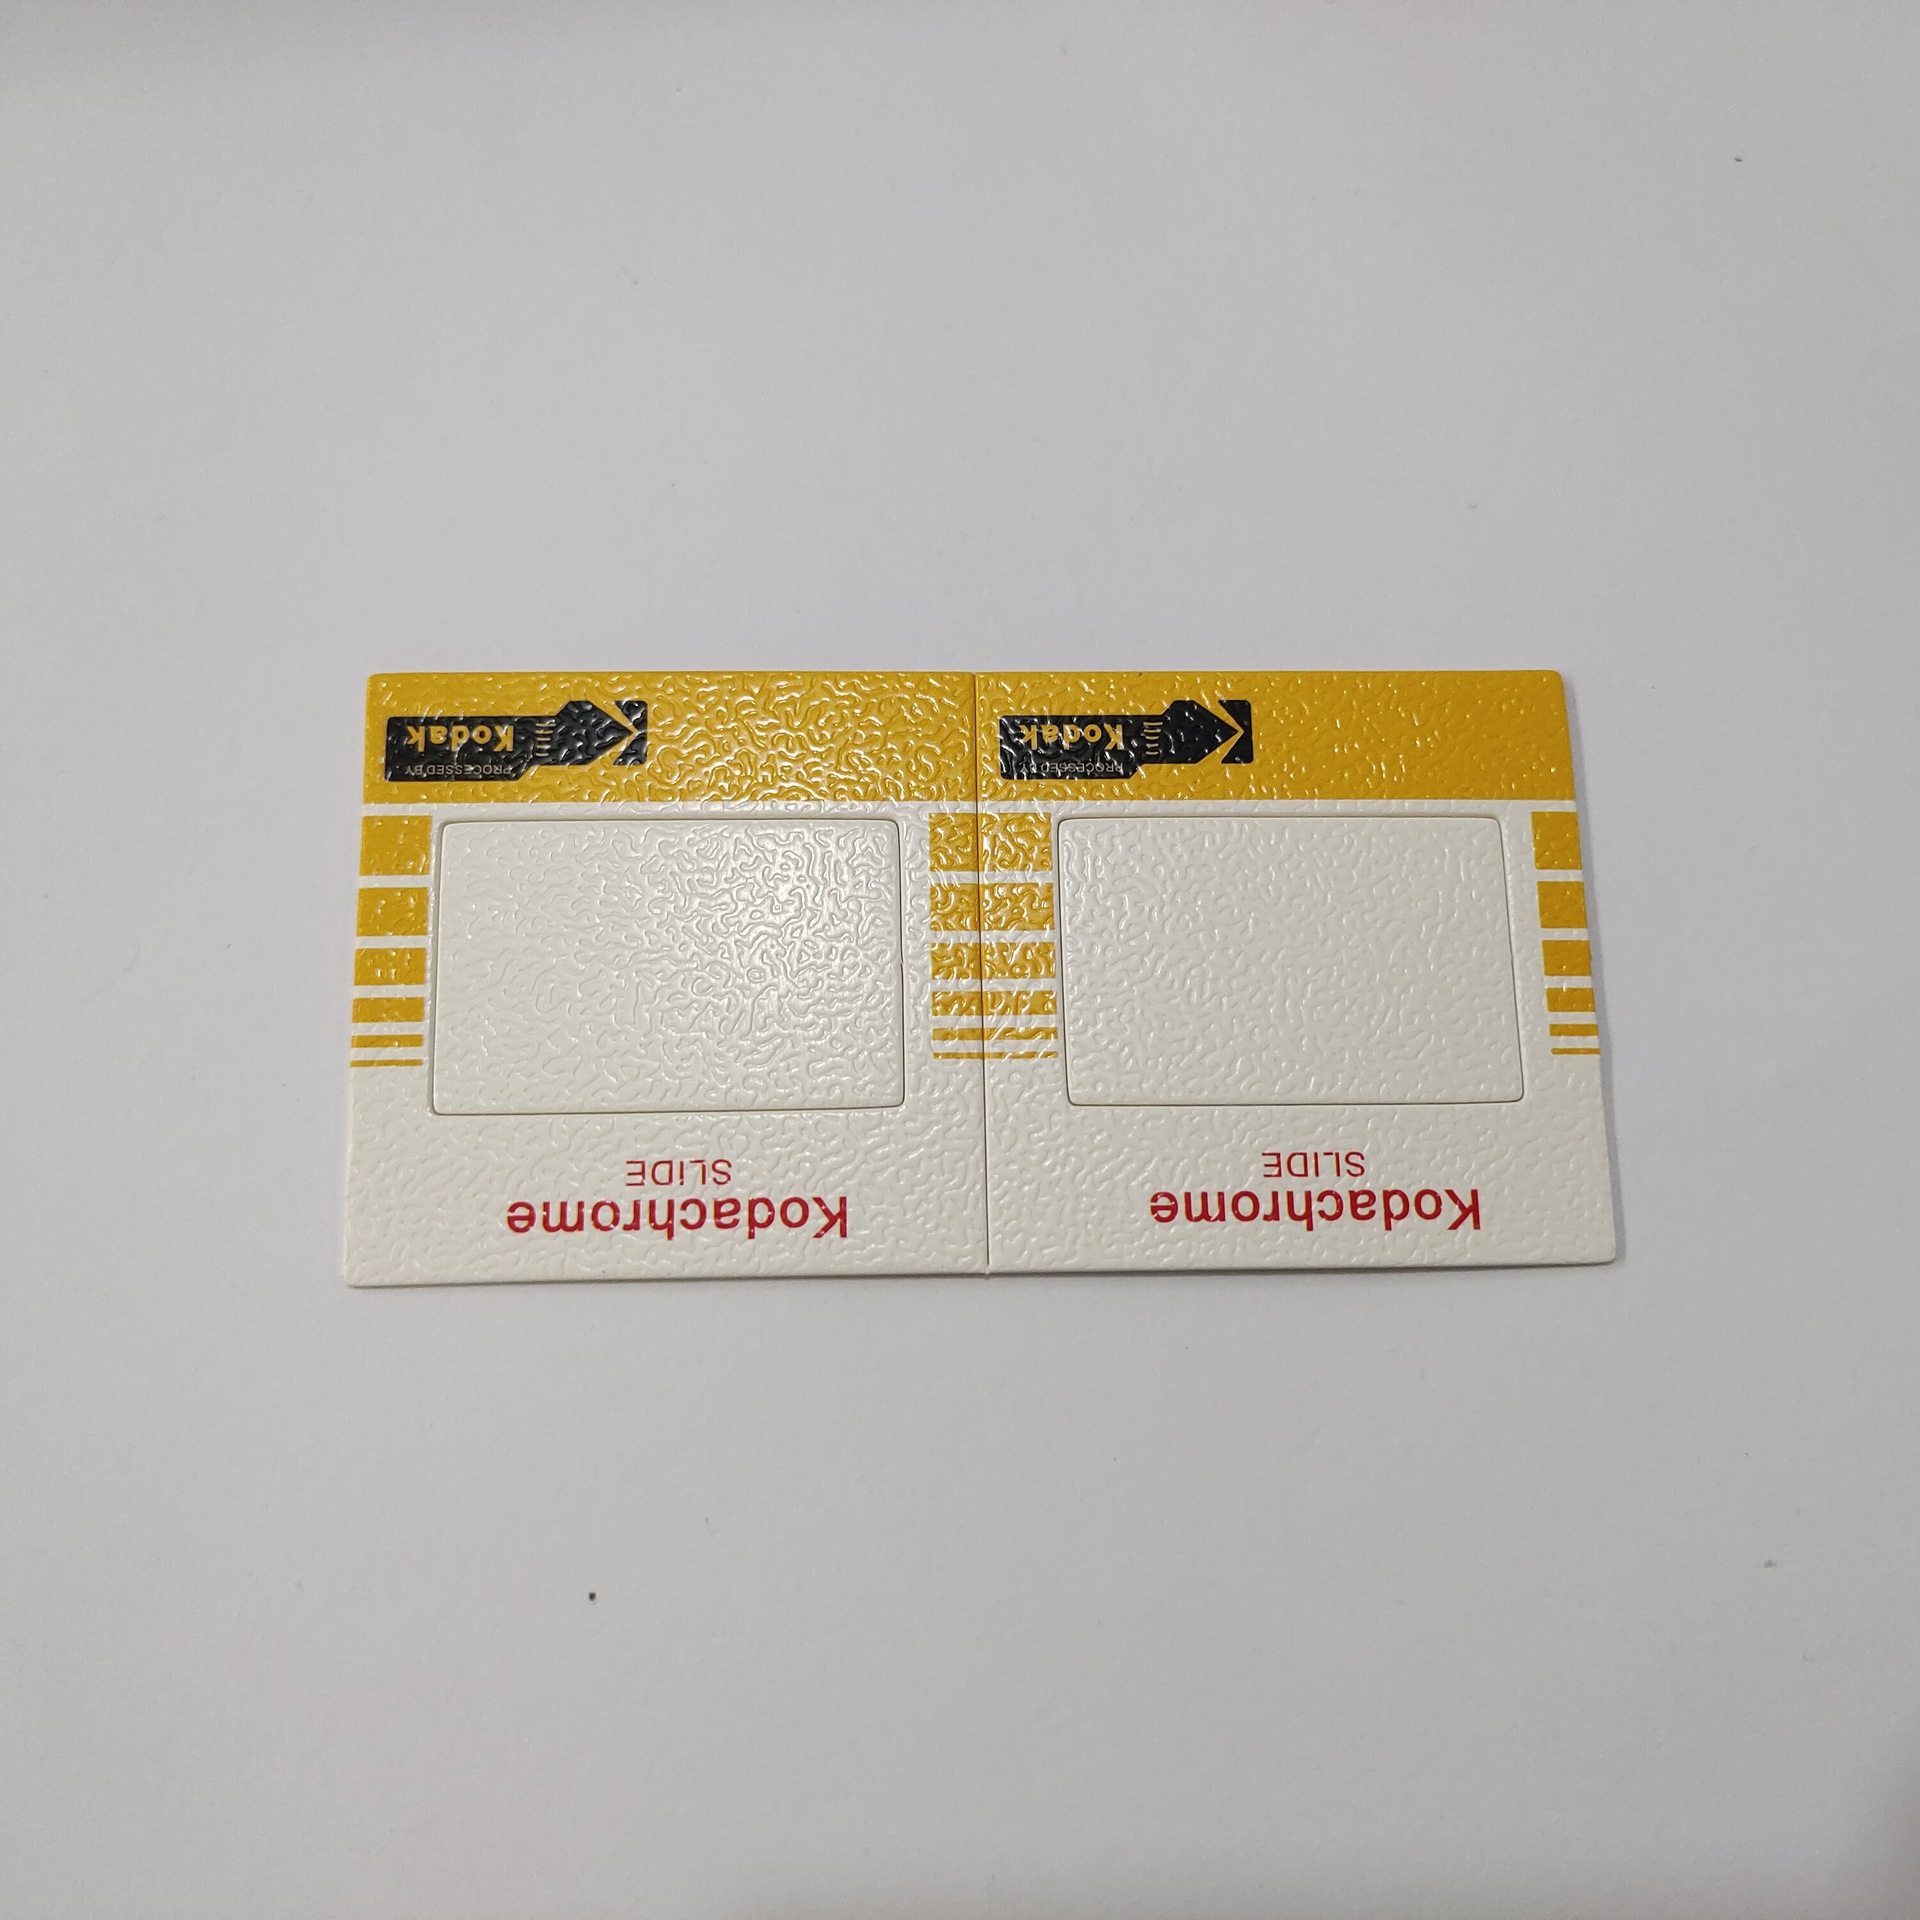 Kodachrome
SLIDE
PROCESSED BY
Kodak
Kodachrome
SLIDE
PROCESSED BY
Kodak